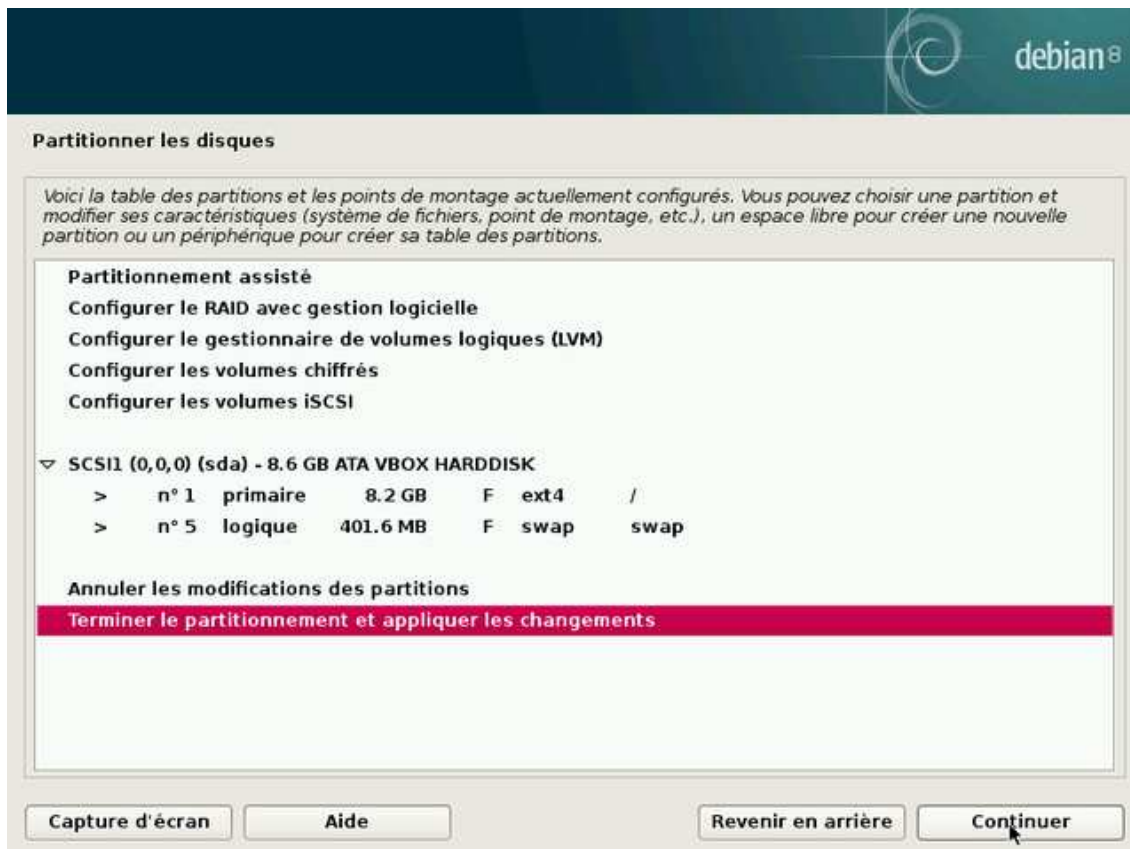 debian 8
Partitionner les disques
Voici la table des partitions et les points de montage actuellement configurés. Vous pouvez choisir une partition et
modifier ses caractéristiques (système de fichiers, point de montage, etc.), un espace libre pour créer une nouvelle
partition ou un périphérique pour créer sa table des partitions.
Partitionnement assisté
Configurer le RAID avec gestion logicielle
Configurer le gestionnaire de volumes logiques (LVM)
Configurer les volumes chiffrés
Configurer les volumes iSCSI
SCSI1 (0,0,0) (sda) - 8.6 GB ATA VBOX HARDDISK
> n° 1 primaire 8.2 GB F ext4 /
> n° 5 logique 401.6 MB F swap swap
Annuler les modifications des partitions
Terminer le partitionnement et appliquer les changements
Capture d'écran Aide Revenir en arrière Continuer